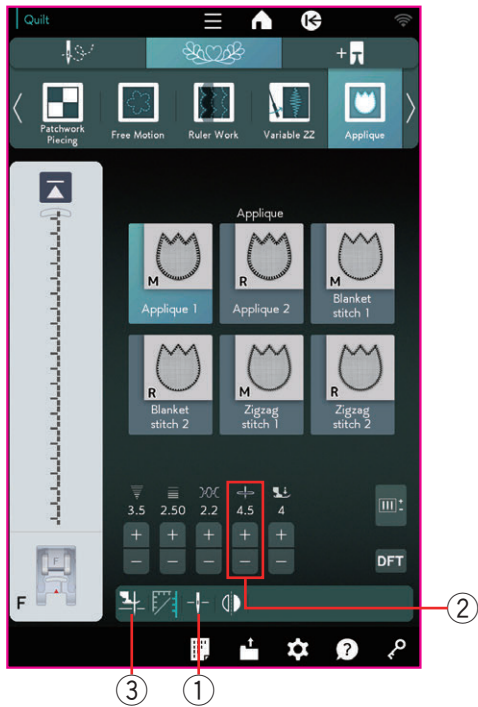 Quilt
Patchwork
Piecing
Free Motion
Ruler Work
Variable ZZ
Applique
Applique
M
Applique 1
R
Applique 2
M
Blanket
stitch 1
R
Blanket
stitch 2
M
Zigzag
stitch 1
R
Zigzag
stitch 2
3.5 2.50 2.2 4.5 4
+ + + + +
− − − − −
DFT
F
F
②
③ ①